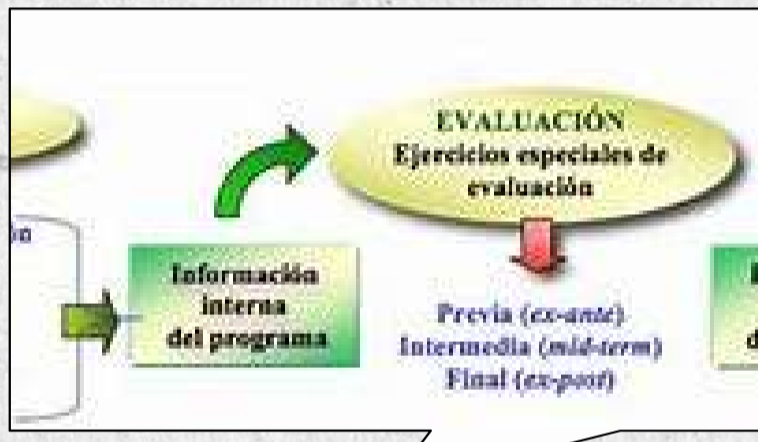 EVALUACIÓN
Ejercicios especiales de
evaluación
Información
interna
del programa
Previa (ex-ante)
Intermedia (mid-term)
Final (ex-post)